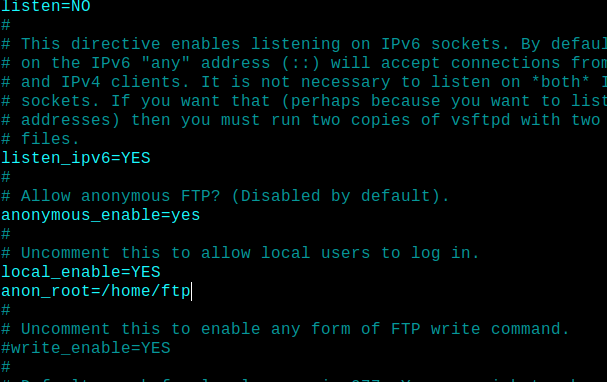 listen=NO
#
# This directive enables listening on IPv6 sockets. By
# on the IPv6 "any" address (::) will accept connections from
# and IPv4 clients. It is not necessary to listen on *both*
# sockets. If you want that (perhaps because you want to
# addresses) then you must run two copies of vsftpd with two
# files.
listen_ipv6=YES
#
# Allow anonymous FTP? (Disabled by default).
anonymous_enable=yes
#
# Uncomment this to allow local users to log in.
local_enable=YES
anon_root=/home/ftp
#
# Uncomment this to enable any form of FTP write command.
#write_enable=YES
#